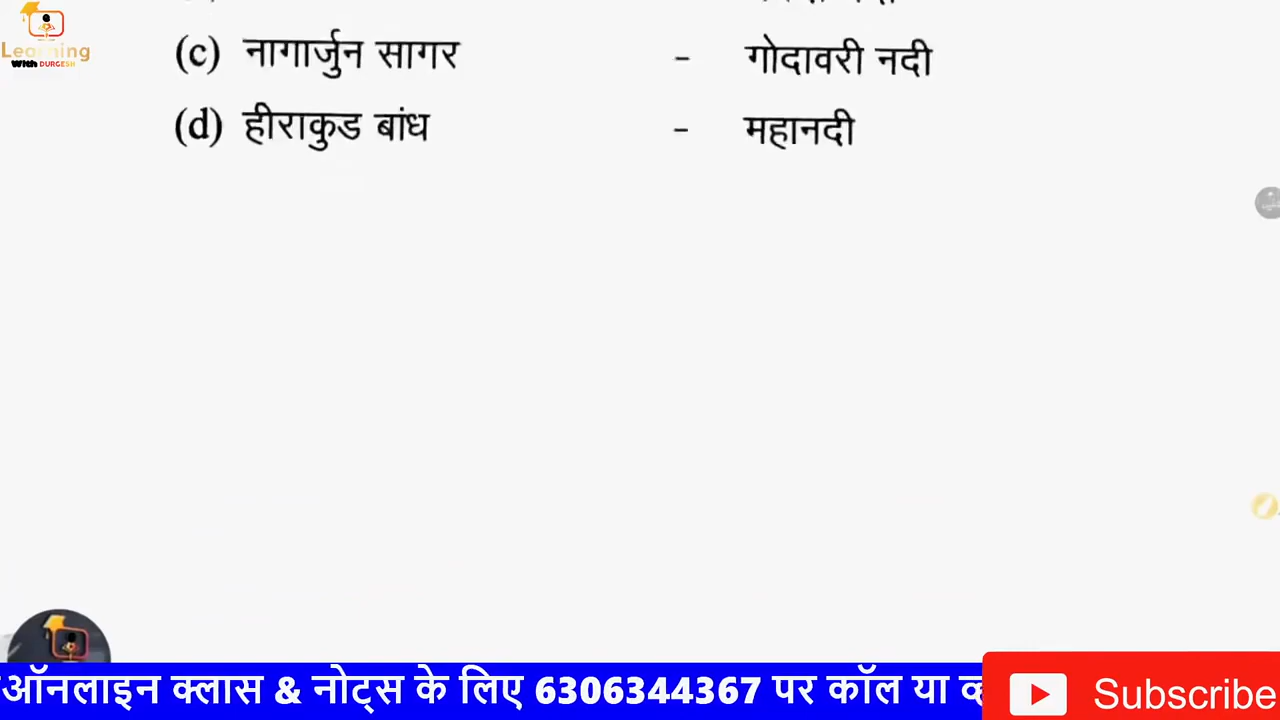 (c) नागार्जुन सागर - गोदावरी नदी
(d) हीराकुड बांध - महानदी
Learning
With DURGESH
ऑनलाइन क्लास & नोट्स के लिए 6306344367 पर कॉल या
Subscribe